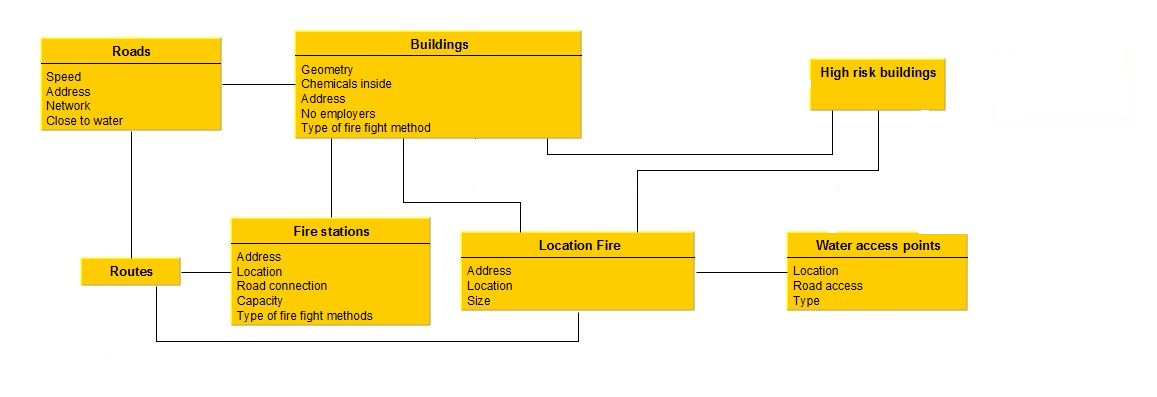 Roads
Speed
Address
Network
Close to water
Buildings
Geometry
Chemicals inside
Address
No employers
Type of fire fight method
High risk buildings
Routes
Fire stations
Address
Location
Road connection
Capacity
Type of fire fight methods
Location Fire
Address
Location
Size
Water access points
Location
Road access
Type